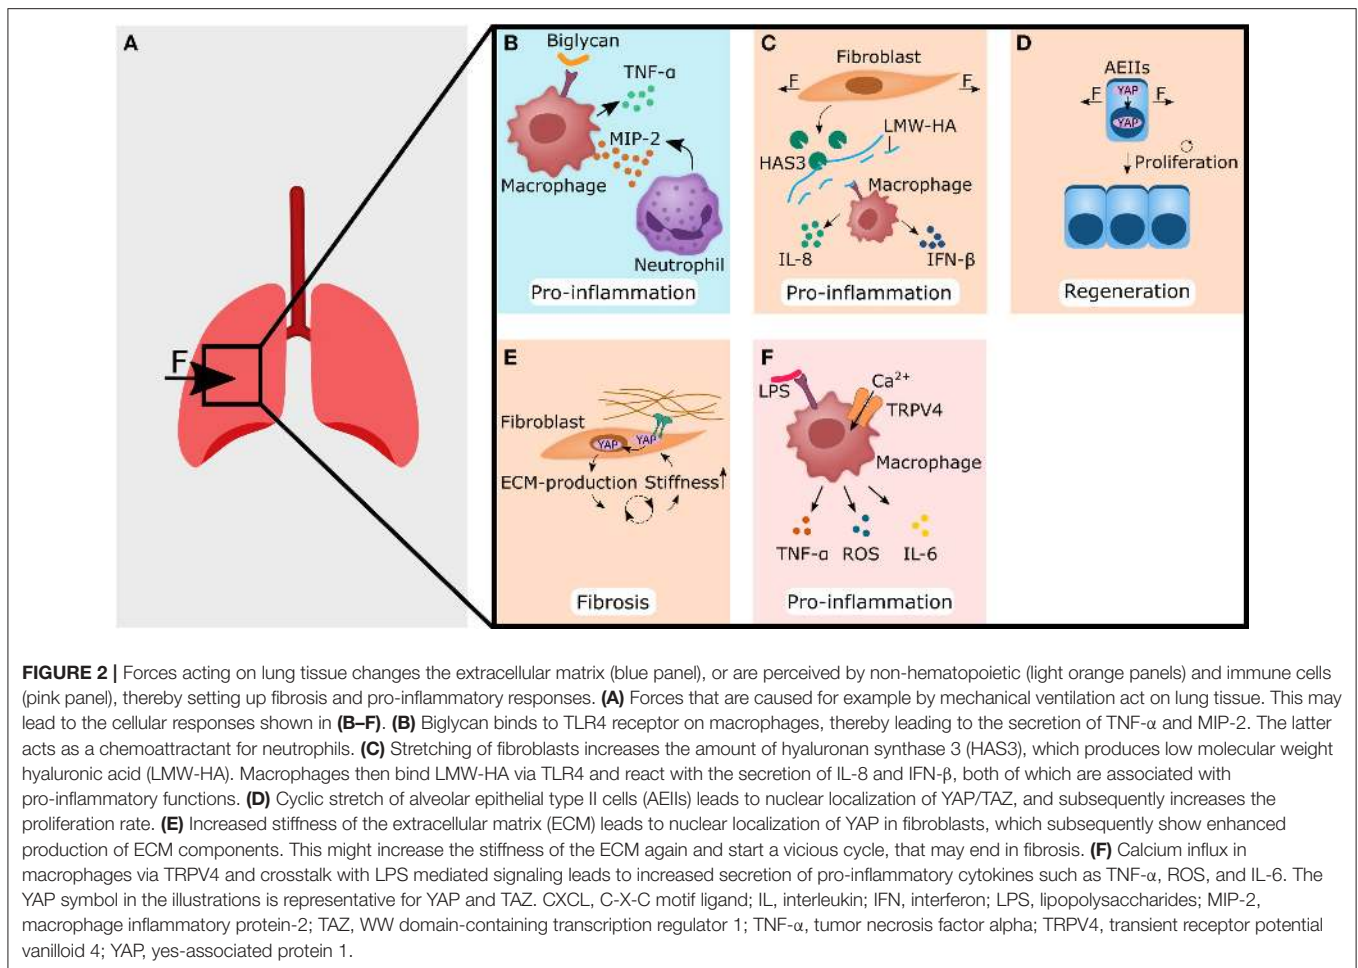 A
F
B
Biglycan
TNF-α
MIP-2
Macrophage
Neutrophil
Pro-inflammation
C
Fibroblast
F
F
LMW-HA
HAS3
Macrophage
IL-8
IFN-β
Pro-inflammation
D
AEIIs
F
YAP
F
YAP
Proliferation
Regeneration
E
Fibroblast
YAP
YAP
ECM-production Stiffness
Fibrosis
F
LPS
Ca²⁺
TRPV4
Macrophage
TNF-α ROS IL-6
Pro-inflammation
FIGURE 2 | Forces acting on lung tissue changes the extracellular matrix (blue panel), or are perceived by non-hematopoietic (light orange panels) and immune cells
(pink panel), thereby setting up fibrosis and pro-inflammatory responses. (A) Forces that are caused for example by mechanical ventilation act on lung tissue. This may
lead to the cellular responses shown in (B–F). (B) Biglycan binds to TLR4 receptor on macrophages, thereby leading to the secretion of TNF-α and MIP-2. The latter
acts as a chemoattractant for neutrophils. (C) Stretching of fibroblasts increases the amount of hyaluronan synthase 3 (HAS3), which produces low molecular weight
hyaluronic acid (LMW-HA). Macrophages then bind LMW-HA via TLR4 and react with the secretion of IL-8 and IFN-β, both of which are associated with
pro-inflammatory functions. (D) Cyclic stretch of alveolar epithelial type II cells (AEIIs) leads to nuclear localization of YAP/TAZ, and subsequently increases the
proliferation rate. (E) Increased stiffness of the extracellular matrix (ECM) leads to nuclear localization of YAP in fibroblasts, which subsequently show enhanced
production of ECM components. This might increase the stiffness of the ECM again and start a vicious cycle, that may end in fibrosis. (F) Calcium influx in
macrophages via TRPV4 and crosstalk with LPS mediated signaling leads to increased secretion of pro-inflammatory cytokines such as TNF-α, ROS, and IL-6. The
YAP symbol in the illustrations is representative for YAP and TAZ. CXCL, C-X-C motif ligand; IL, interleukin; IFN, interferon; LPS, lipopolysaccharides; MIP-2,
macrophage inflammatory protein-2; TAZ, WW domain-containing transcription regulator 1; TNF-α, tumor necrosis factor alpha; TRPV4, transient receptor potential
vanilloid 4; YAP, yes-associated protein 1.